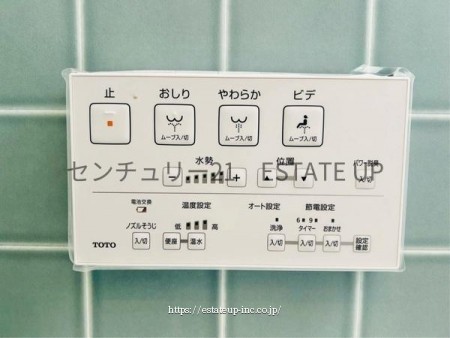 止 おしり やわらか ビデ
ムーブ入/切 ムーブ入/切 ムーブ入/切
水勢 位置 パワー脱臭
センチュリー21 ESTATE UP
− + ▲ ▼ 入/切
電池交換 温度設定 オート設定 節電設定
ノズルそうじ 低 高 洗浄 6 9 タイマー おまかせ
TOTO 入/切 便座 温水 入/切 入/切 入/切 設定確認
https://estateup-inc.co.jp/